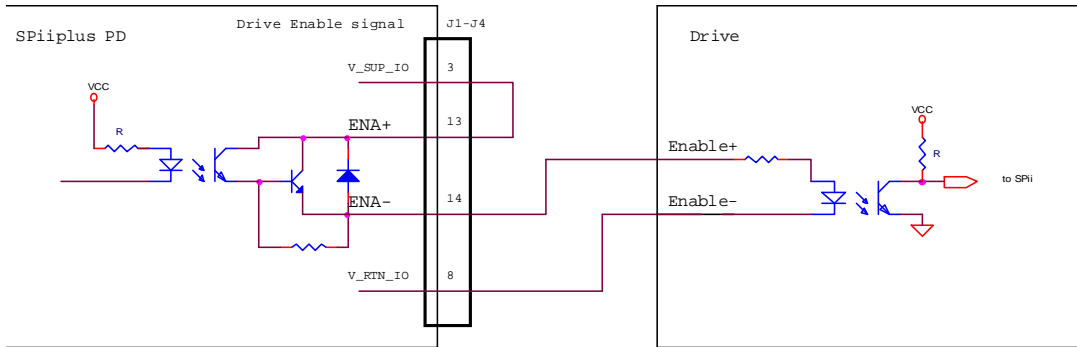 Drive Enable signal J1-J4
SPiiplus PD
Drive
V_SUP_IO 3
VCC
VCC
ENA+ 13
R
Enable+
R
to SPii
ENA- 14
Enable-
V_RTN_IO 8